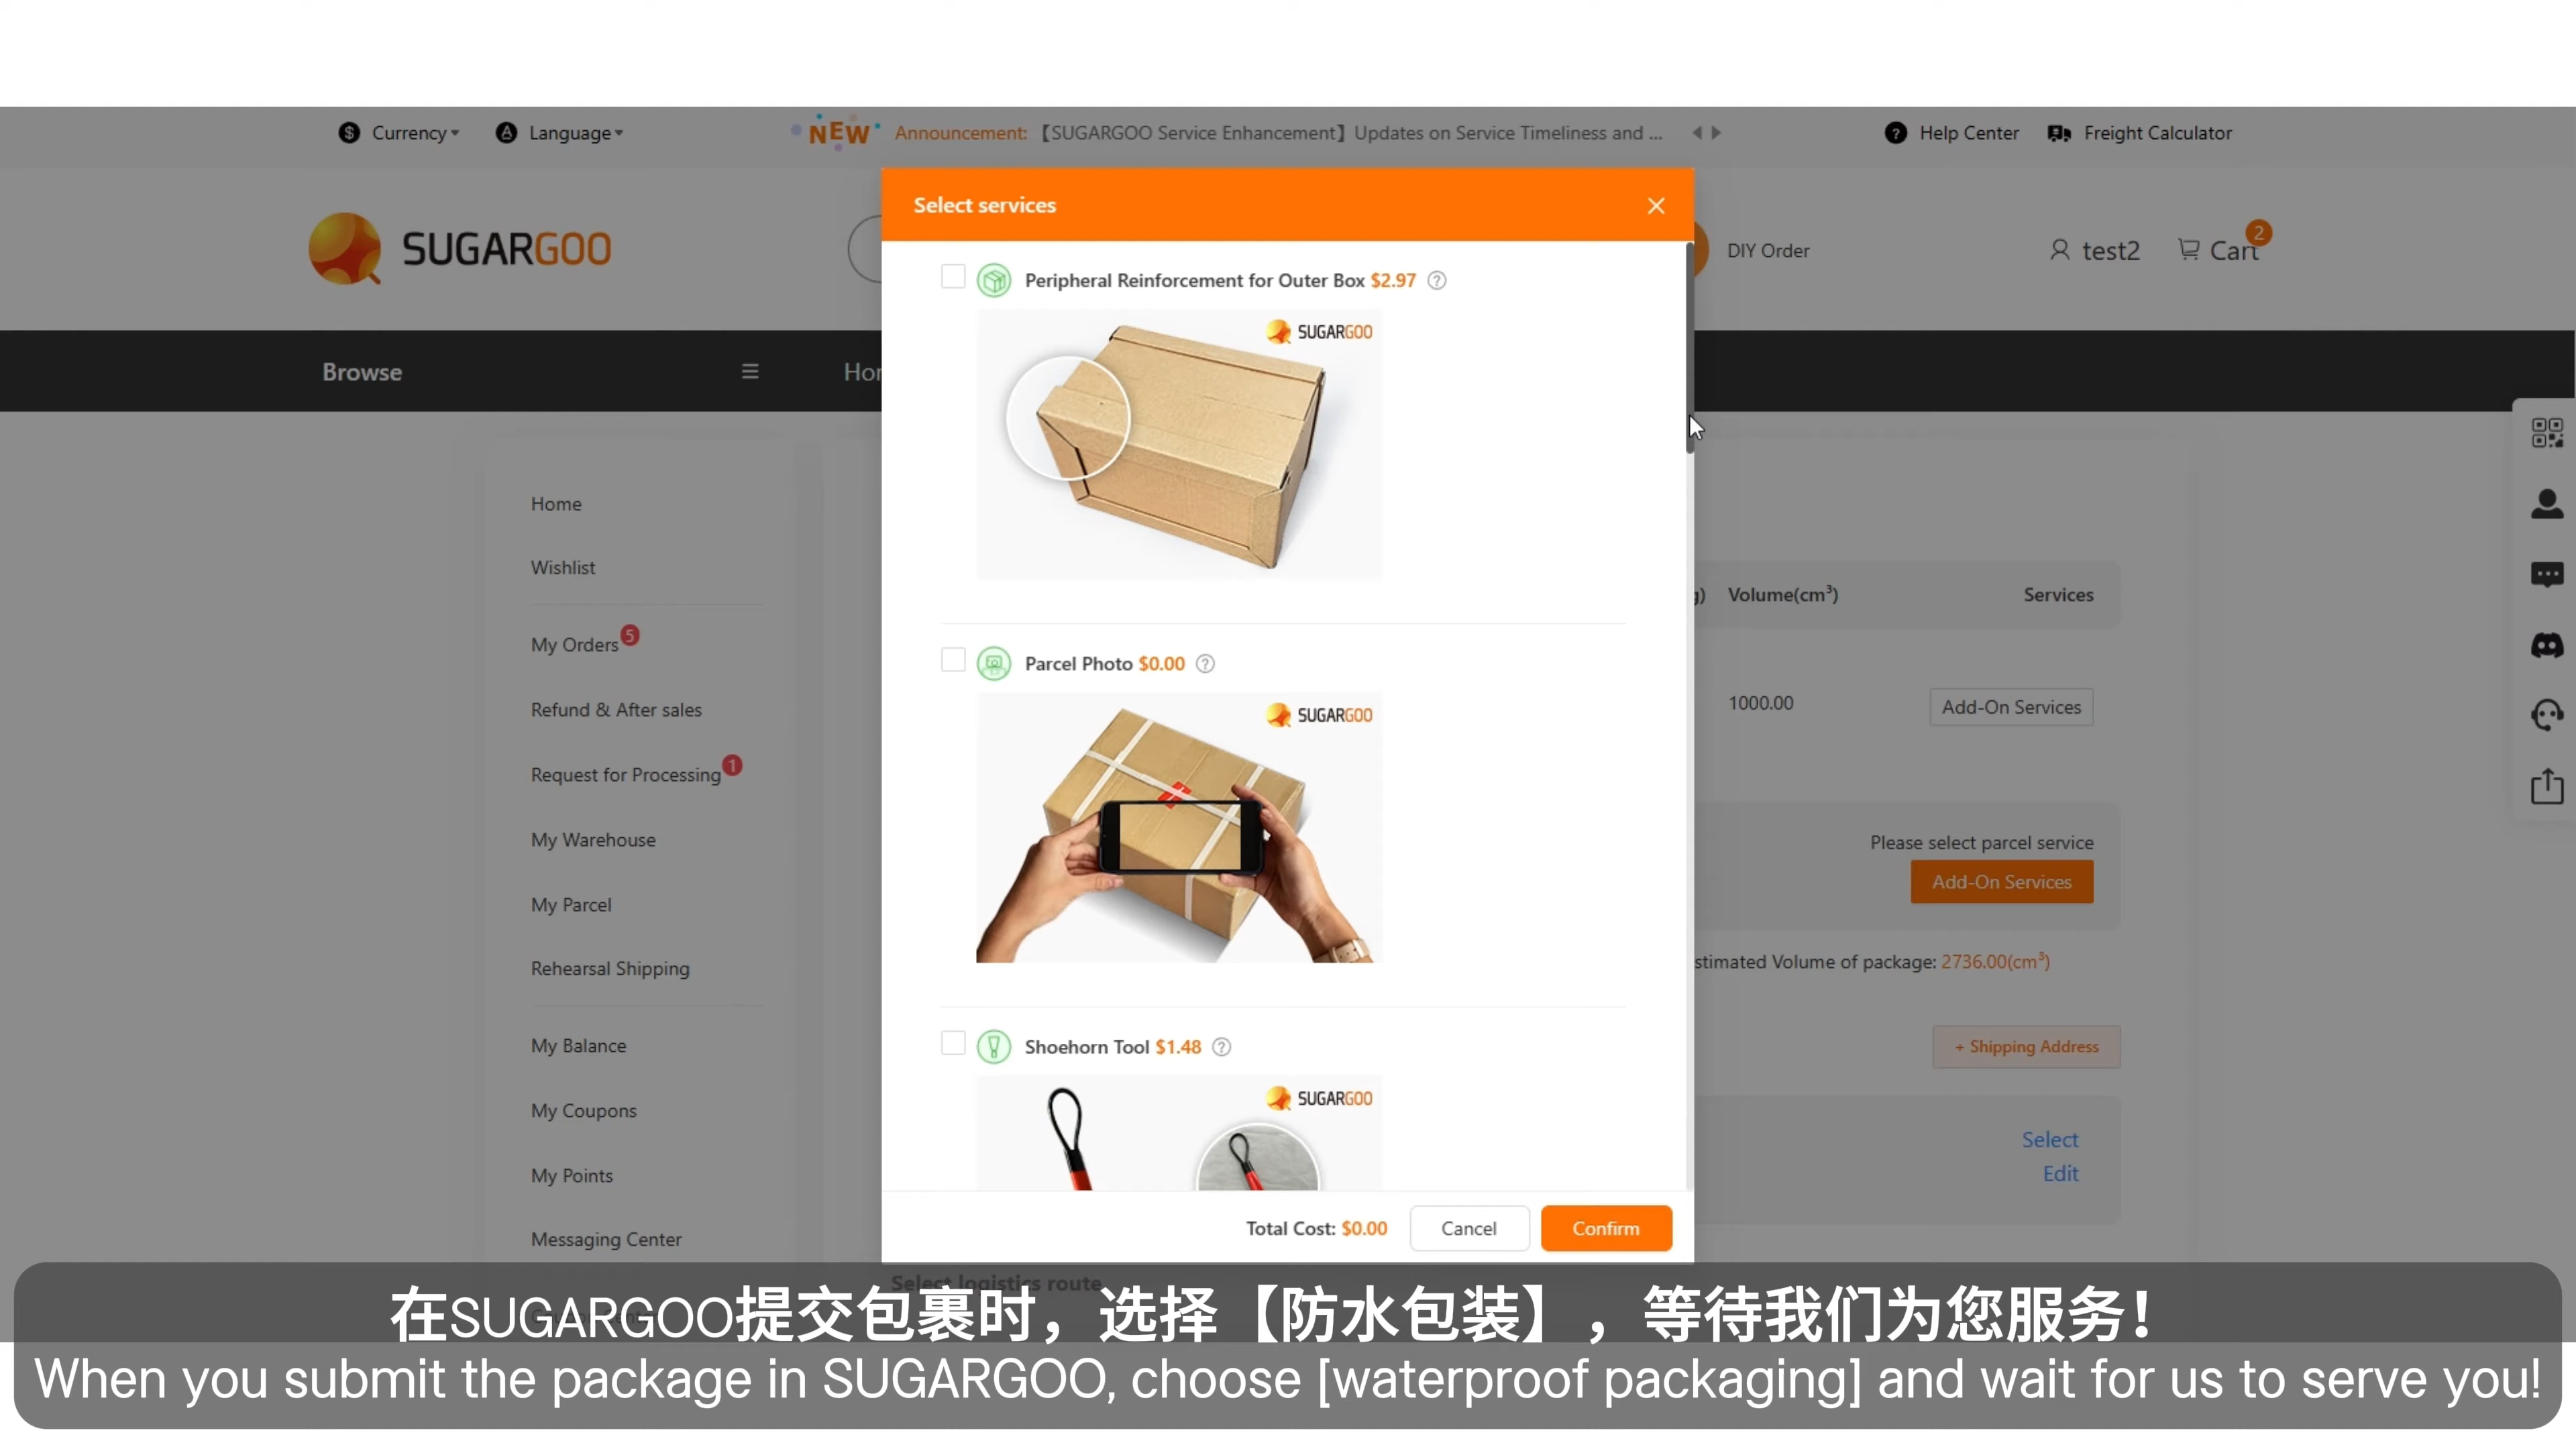 Currency
Language
NEW
Announcement: 【SUGARGOO Service Enhancement】Updates on Service Timeliness and ...
Help Center
Freight Calculator
SUGARGOO
DIY Order
test2
Cart
2
Browse
Select services
Peripheral Reinforcement for Outer Box $2.97
SUGARGOO
Parcel Photo $0.00
SUGARGOO
Shoehorn Tool $1.48
SUGARGOO
Total Cost: $0.00
Cancel
Confirm
Home
Wishlist
My Orders 5
Refund & After sales
Request for Processing 1
My Warehouse
My Parcel
Rehearsal Shipping
My Balance
My Coupons
My Points
Messaging Center
Volume(cm³)
Services
1000.00
Add-On Services
Please select parcel service
Add-On Services
stimated Volume of package: 2736.00(cm³)
+ Shipping Address
Select
Edit
Select logistics route
在SUGARGOO提交包裹时，选择【防水包装】，等待我们为您服务！
When you submit the package in SUGARGOO, choose [waterproof packaging] and wait for us to serve you!